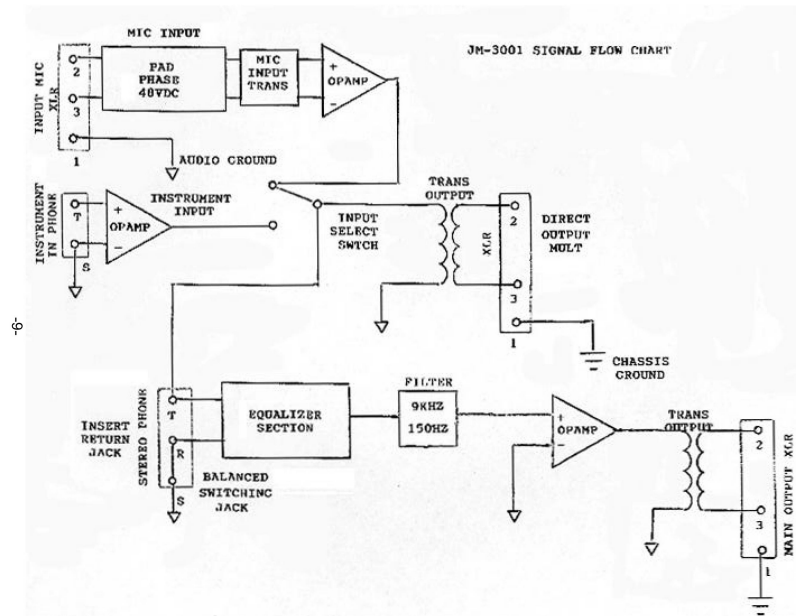 MIC INPUT
JM-3001 SIGNAL FLOW CHART
INPUT MIC
XLR
2
3
1
PAD
PHASE
48VDC
MIC
INPUT
TRANS
+
OPAMP
−
AUDIO GROUND
INSTRUMENT
IN PHONE
T
S
+
OPAMP
−
INSTRUMENT
INPUT
INPUT
SELECT
SWTCH
TRANS
OUTPUT
XLR
2
3
1
DIRECT
OUTPUT
MULT
CHASSIS
GROUND
-6-
INSERT
RETURN
JACK
STEREO PHONE
T
R
S
BALANCED
SWITCHING
JACK
EQUALIZER
SECTION
FILTER
9KHZ
150HZ
+
OPAMP
−
TRANS
OUTPUT
2
3
1
MAIN OUTPUT XLR